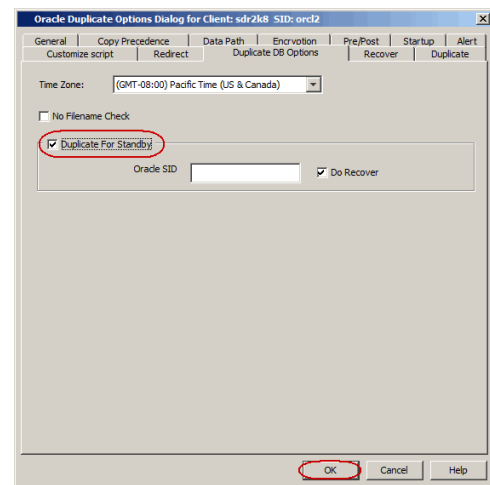 Oracle Duplicate Options Dialog for Client: sdr2k8 SID: orcl2
General Copy Precedence Data Path Encryption Pre/Post Startup Alert
Customize script Redirect Duplicate DB Options Recover Duplicate
Time Zone: (GMT-08:00) Pacific Time (US & Canada)
No Filename Check
Duplicate For Standby
Oracle SID Do Recover
OK Cancel Help